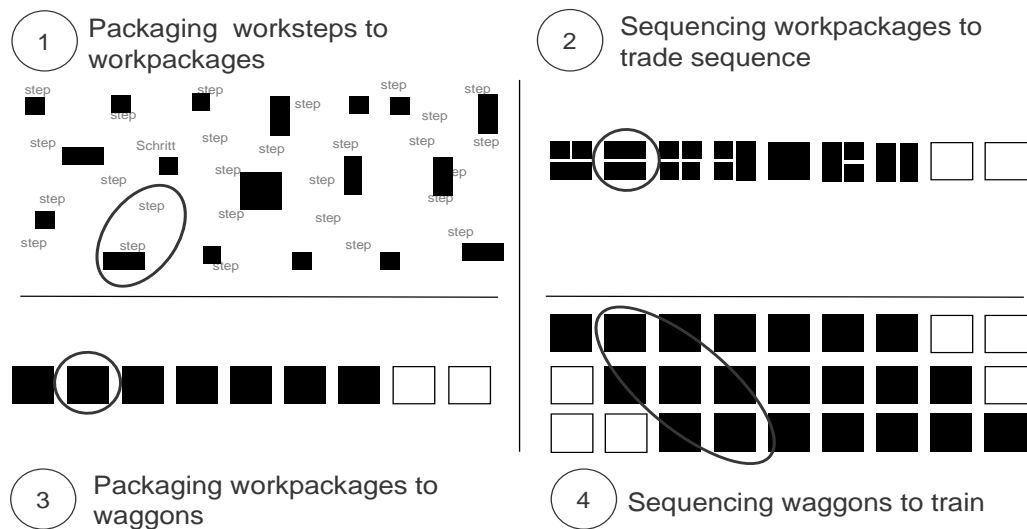 1
Packaging worksteps to
workpackages
2
Sequencing workpackages to
trade sequence
step step step step step
step
step step
step Schritt step step step step
step
step step step
step step
step step step
step step step step
step
3
Packaging workpackages to
waggons
4
Sequencing waggons to train